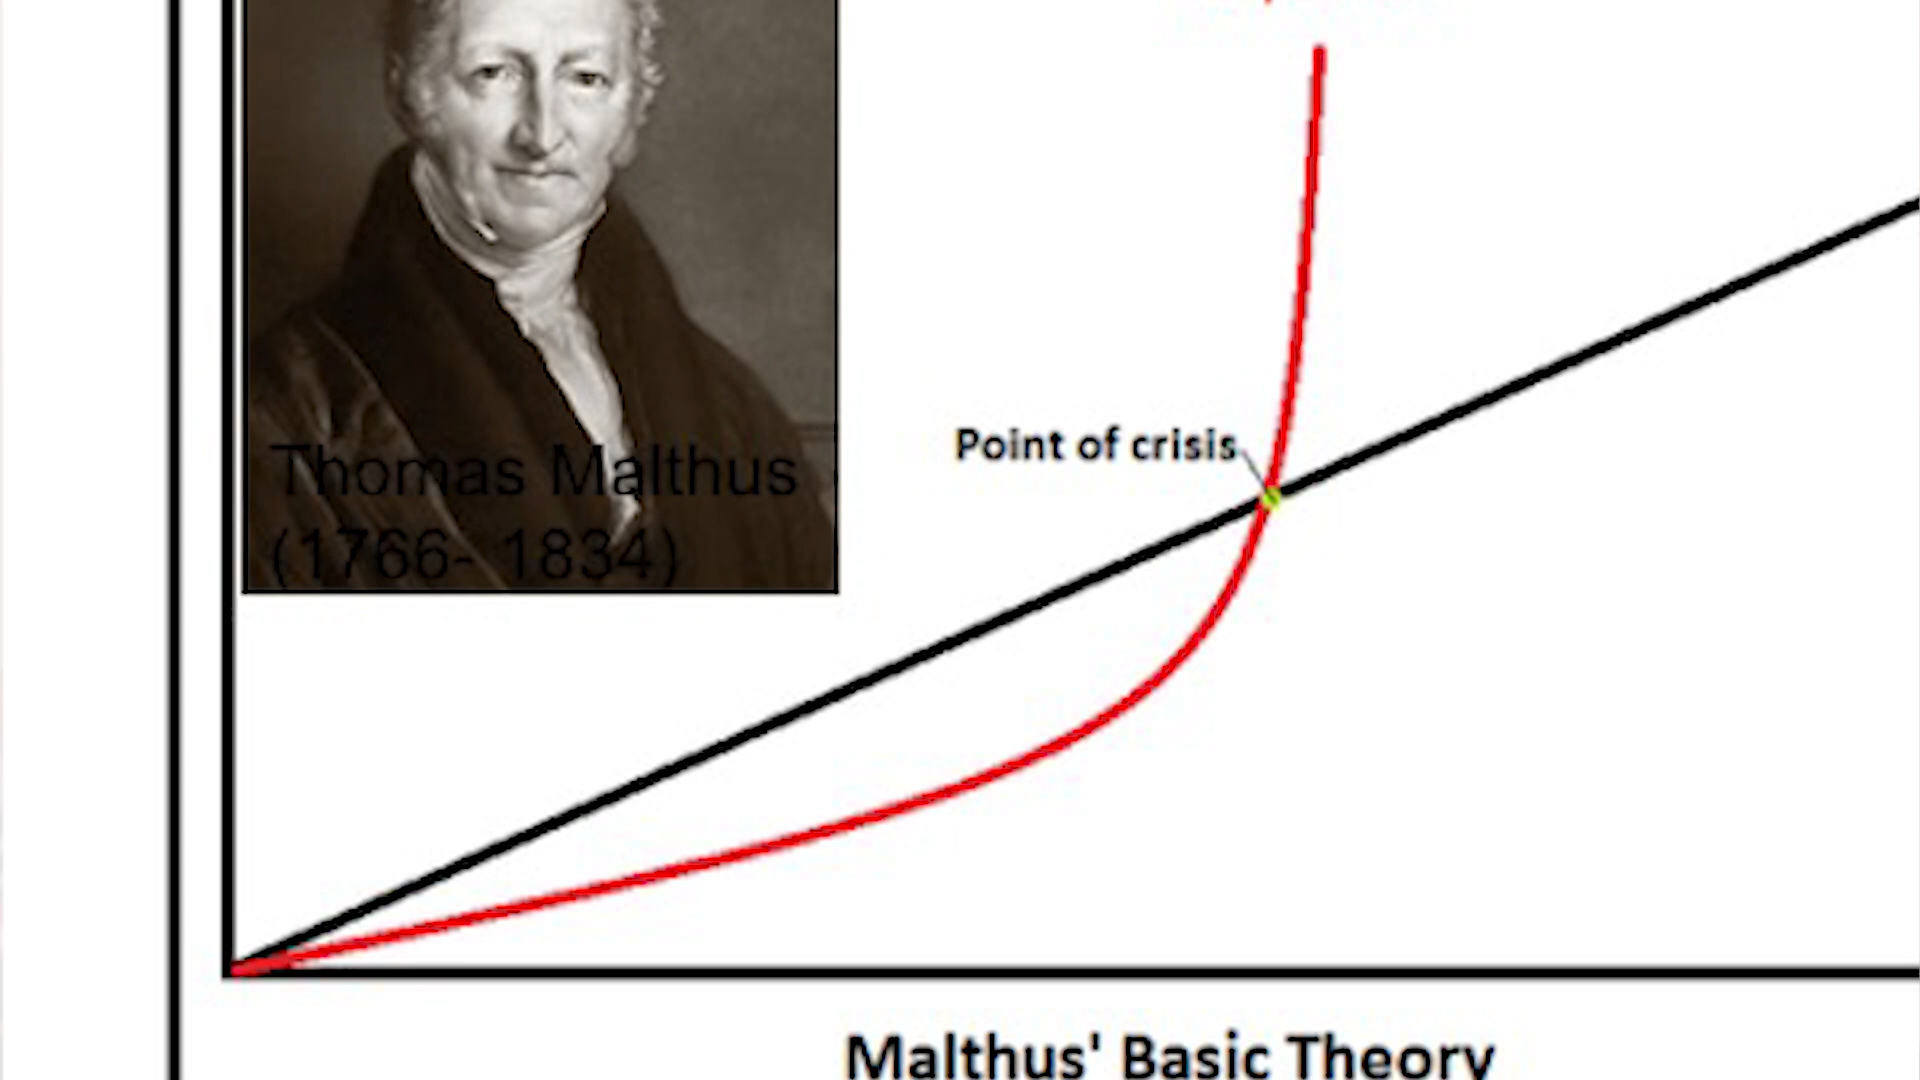 Point of crisis
Thomas Malthus
(1766- 1834)
Malthus' Basic Theory